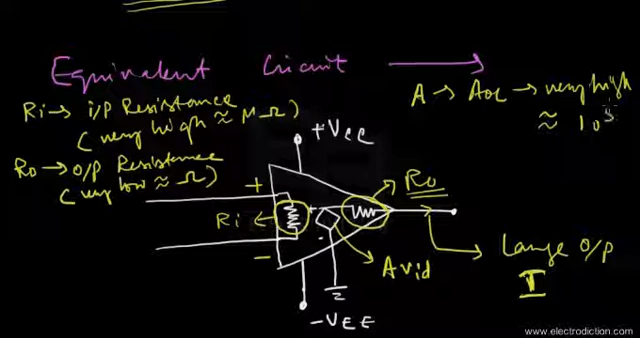 Equivalent Circuit
Ri → i/P Resistance
(very high ≈ MΩ)
Ro → O/P Resistance
(very low ≈ Ω)
A → AOL → very high
≈ 10⁵
+VCC
+
Ro
Ri
+
-
Avid
Large O/P
I
-VEE
www.electrodiction.com